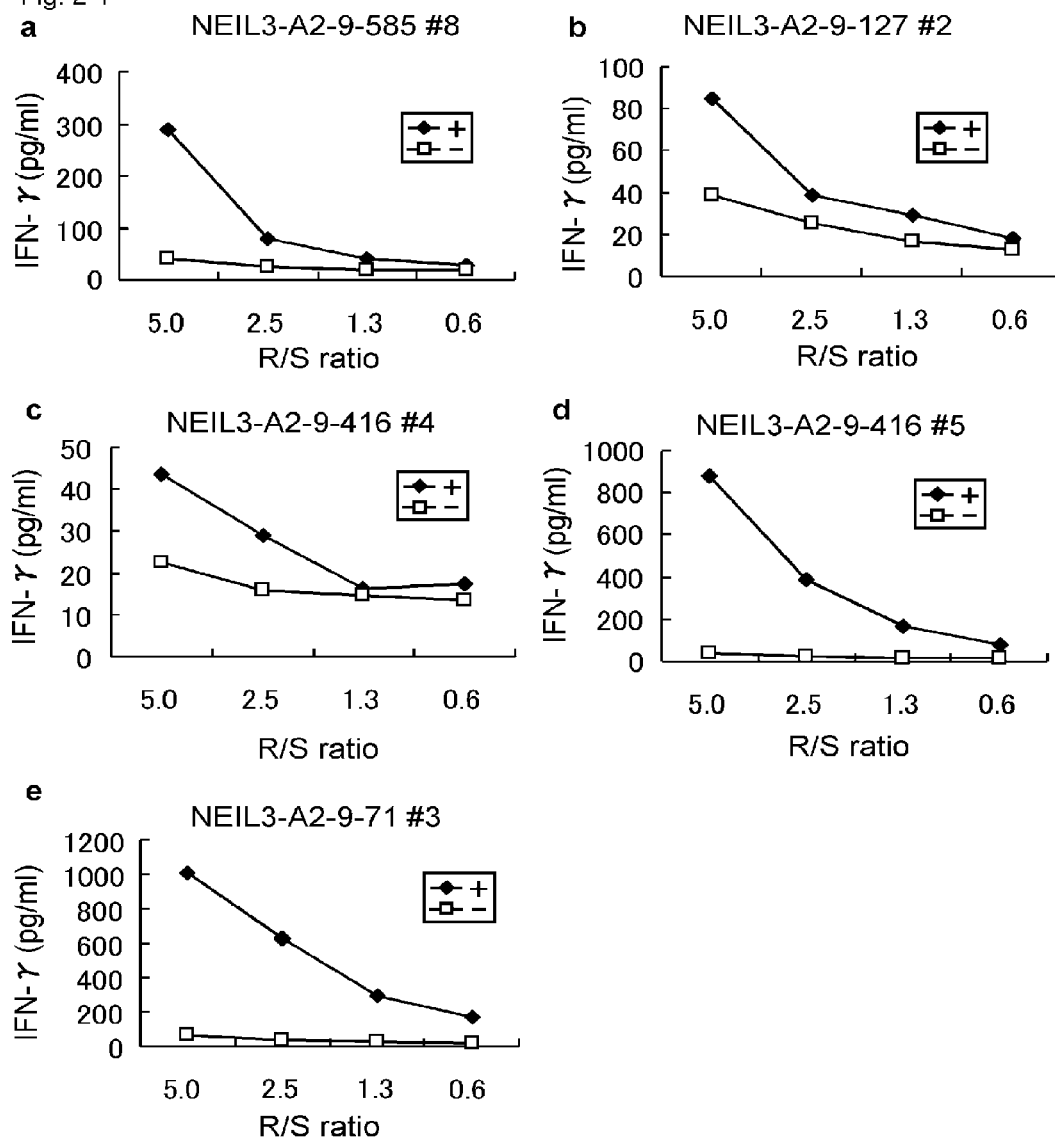 a NEIL3-A2-9-585 #8
IFN-γ (pg/ml)
400
300
200
100
0
+
−
5.0 2.5 1.3 0.6
R/S ratio
b NEIL3-A2-9-127 #2
IFN-γ (pg/ml)
100
80
60
40
20
0
+
−
5.0 2.5 1.3 0.6
R/S ratio
c NEIL3-A2-9-416 #4
IFN-γ (pg/ml)
50
40
30
20
10
0
+
−
5.0 2.5 1.3 0.6
R/S ratio
d NEIL3-A2-9-416 #5
IFN-γ (pg/ml)
1000
800
600
400
200
0
+
−
5.0 2.5 1.3 0.6
R/S ratio
e NEIL3-A2-9-71 #3
IFN-γ (pg/ml)
1200
1000
800
600
400
200
0
+
−
5.0 2.5 1.3 0.6
R/S ratio